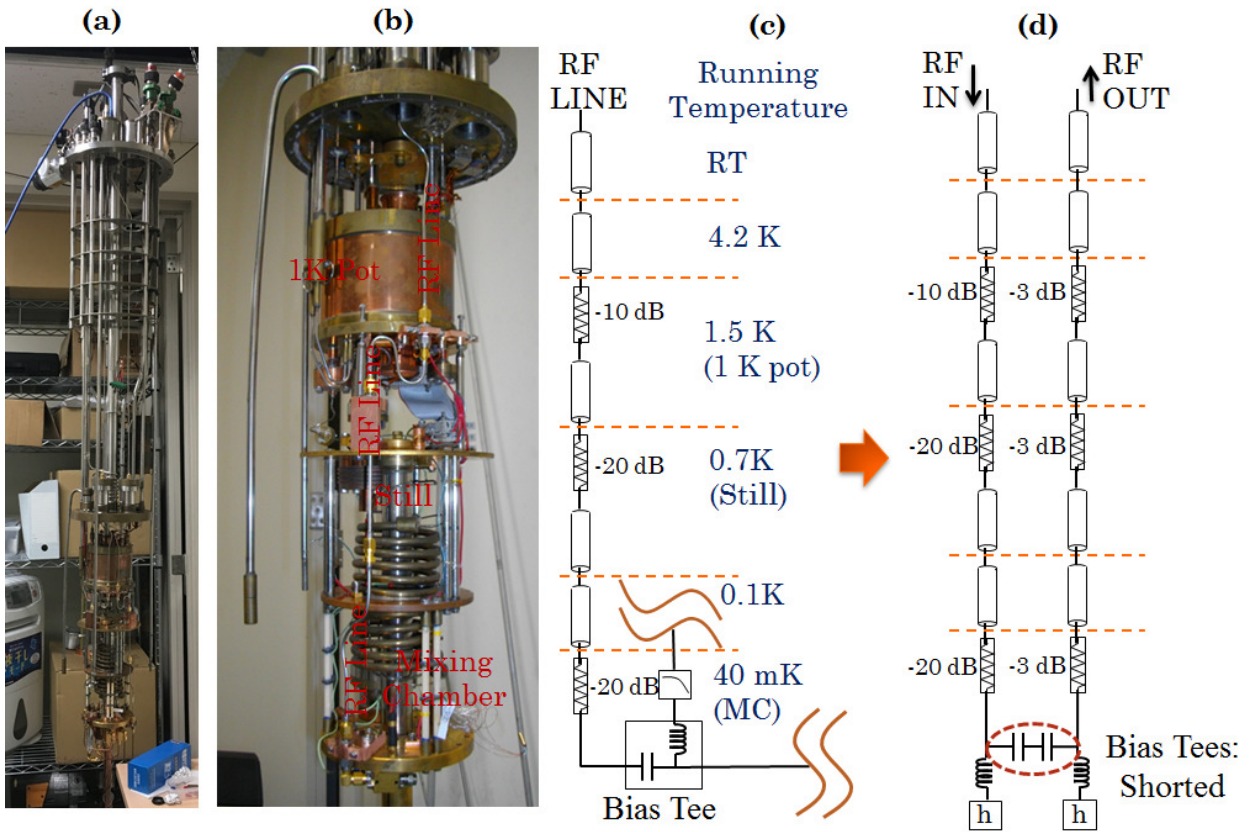 (a)
(b)
1K Pot
RF Line
RF Line
Still
RF Line
Mixing
Chamber
(c)
RF
LINE
Running
Temperature
RT
4.2 K
-10 dB
1.5 K
(1 K pot)
-20 dB
0.7K
(Still)
0.1K
-20 dB
40 mK
(MC)
Bias Tee
(d)
RF
IN
RF
OUT
-10 dB
-3 dB
-20 dB
-3 dB
-20 dB
-3 dB
Bias Tees:
Shorted
h
h